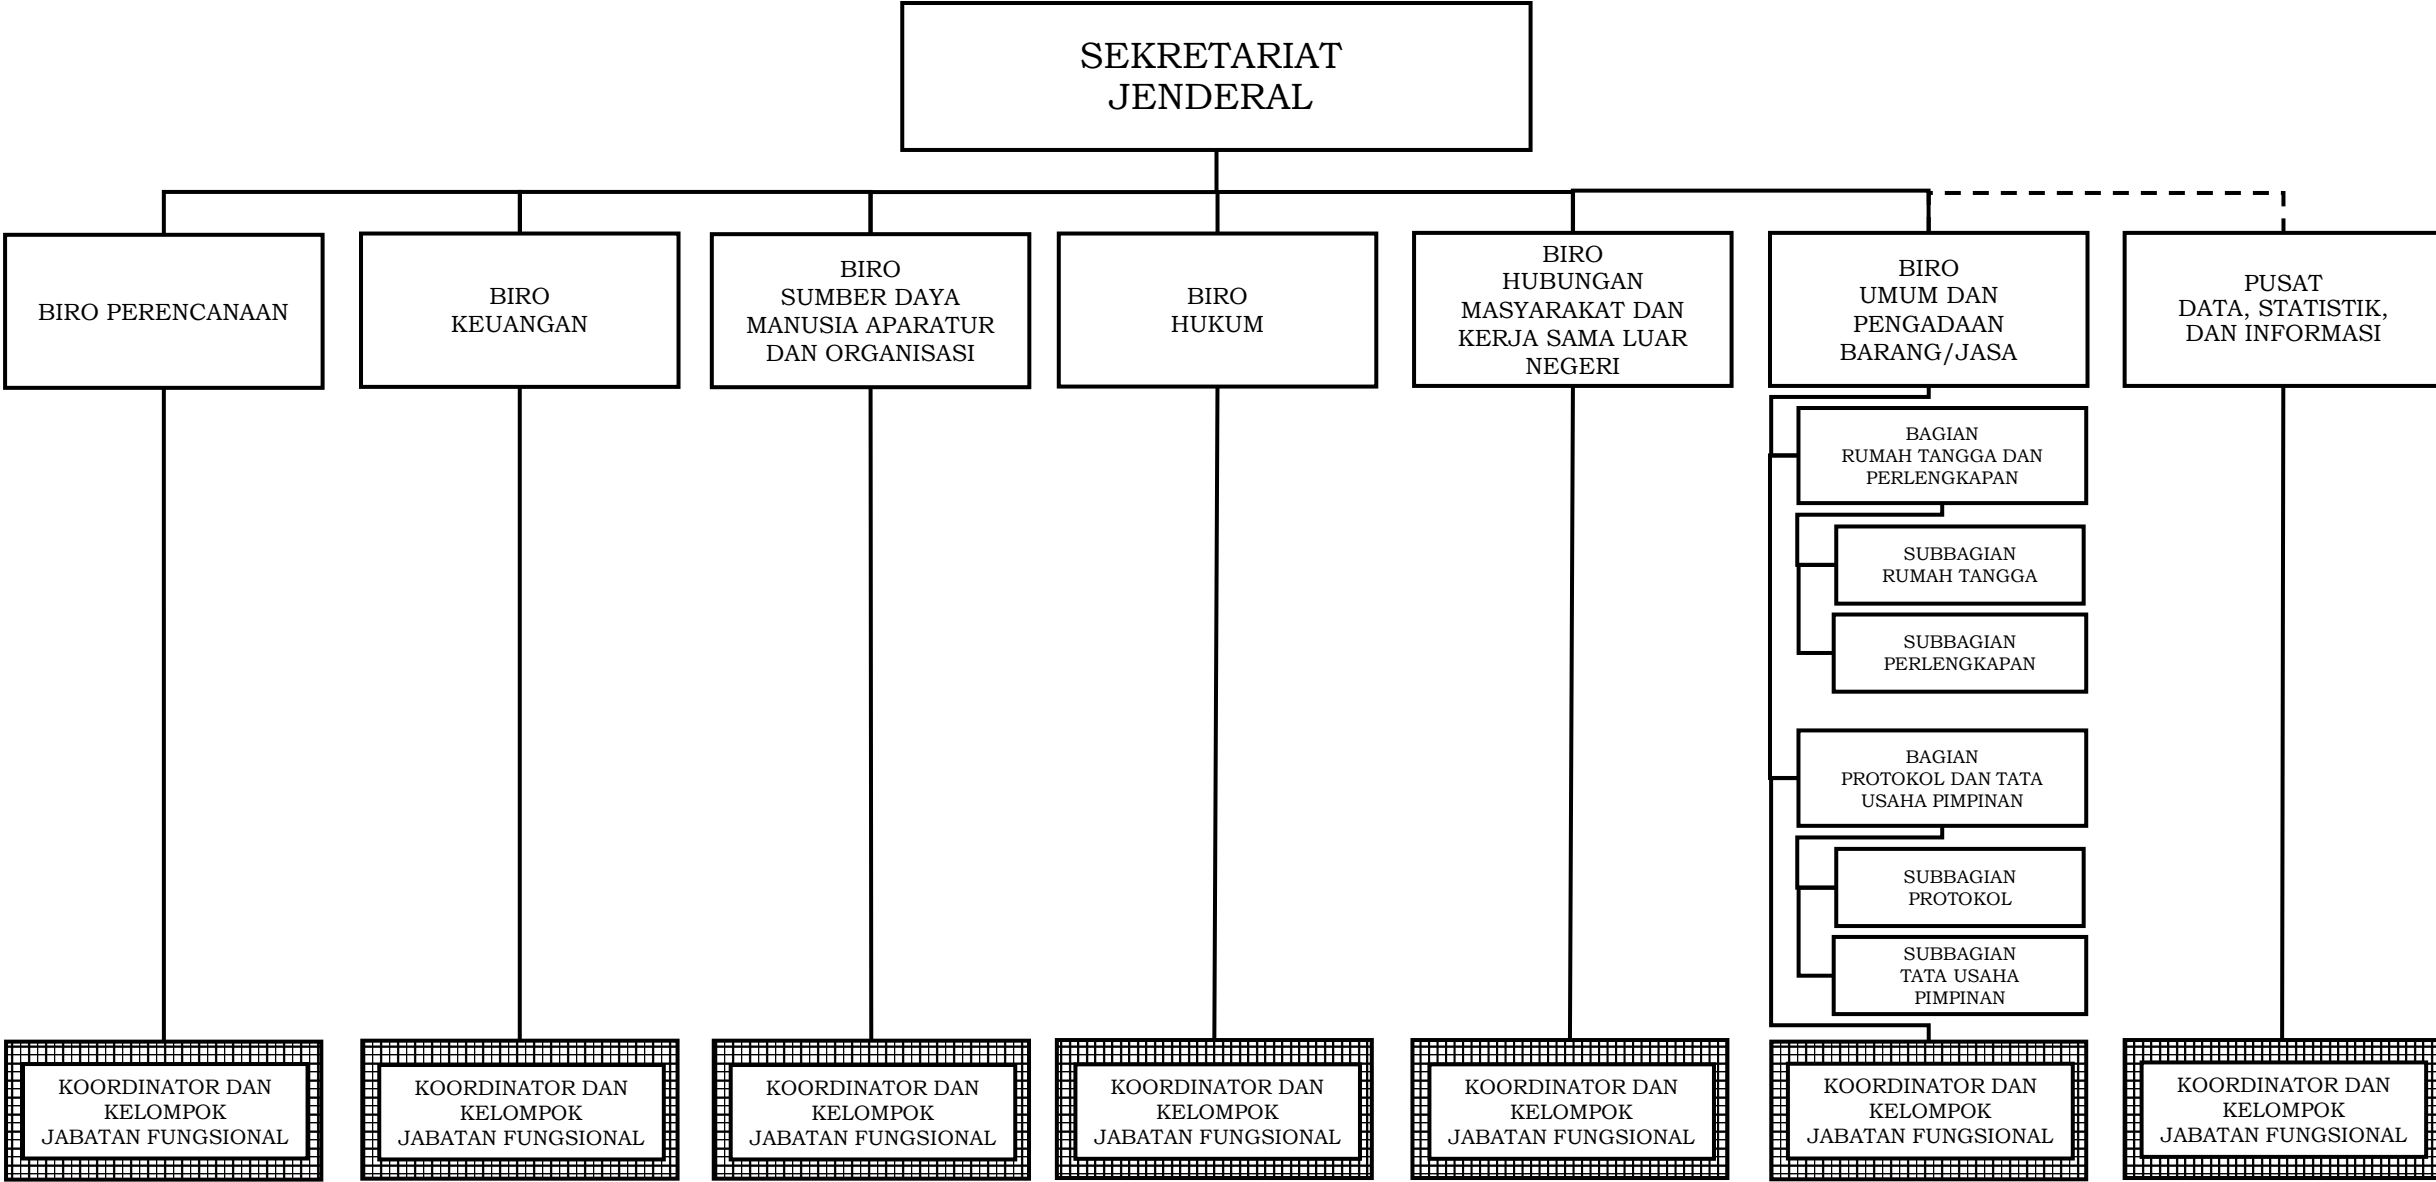 SEKRETARIAT
JENDERAL
BIRO PERENCANAAN
BIRO
KEUANGAN
BIRO
SUMBER DAYA
MANUSIA APARATUR
DAN ORGANISASI
BIRO
HUKUM
BIRO
HUBUNGAN
MASYARAKAT DAN
KERJA SAMA LUAR
NEGERI
BIRO
UMUM DAN
PENGADAAN
BARANG/JASA
PUSAT
DATA, STATISTIK,
DAN INFORMASI
BAGIAN
RUMAH TANGGA DAN
PERLENGKAPAN
SUBBAGIAN
RUMAH TANGGA
SUBBAGIAN
PERLENGKAPAN
BAGIAN
PROTOKOL DAN TATA
USAHA PIMPINAN
SUBBAGIAN
PROTOKOL
SUBBAGIAN
TATA USAHA
PIMPINAN
KOORDINATOR DAN
KELOMPOK
JABATAN FUNGSIONAL
KOORDINATOR DAN
KELOMPOK
JABATAN FUNGSIONAL
KOORDINATOR DAN
KELOMPOK
JABATAN FUNGSIONAL
KOORDINATOR DAN
KELOMPOK
JABATAN FUNGSIONAL
KOORDINATOR DAN
KELOMPOK
JABATAN FUNGSIONAL
KOORDINATOR DAN
KELOMPOK
JABATAN FUNGSIONAL
KOORDINATOR DAN
KELOMPOK
JABATAN FUNGSIONAL